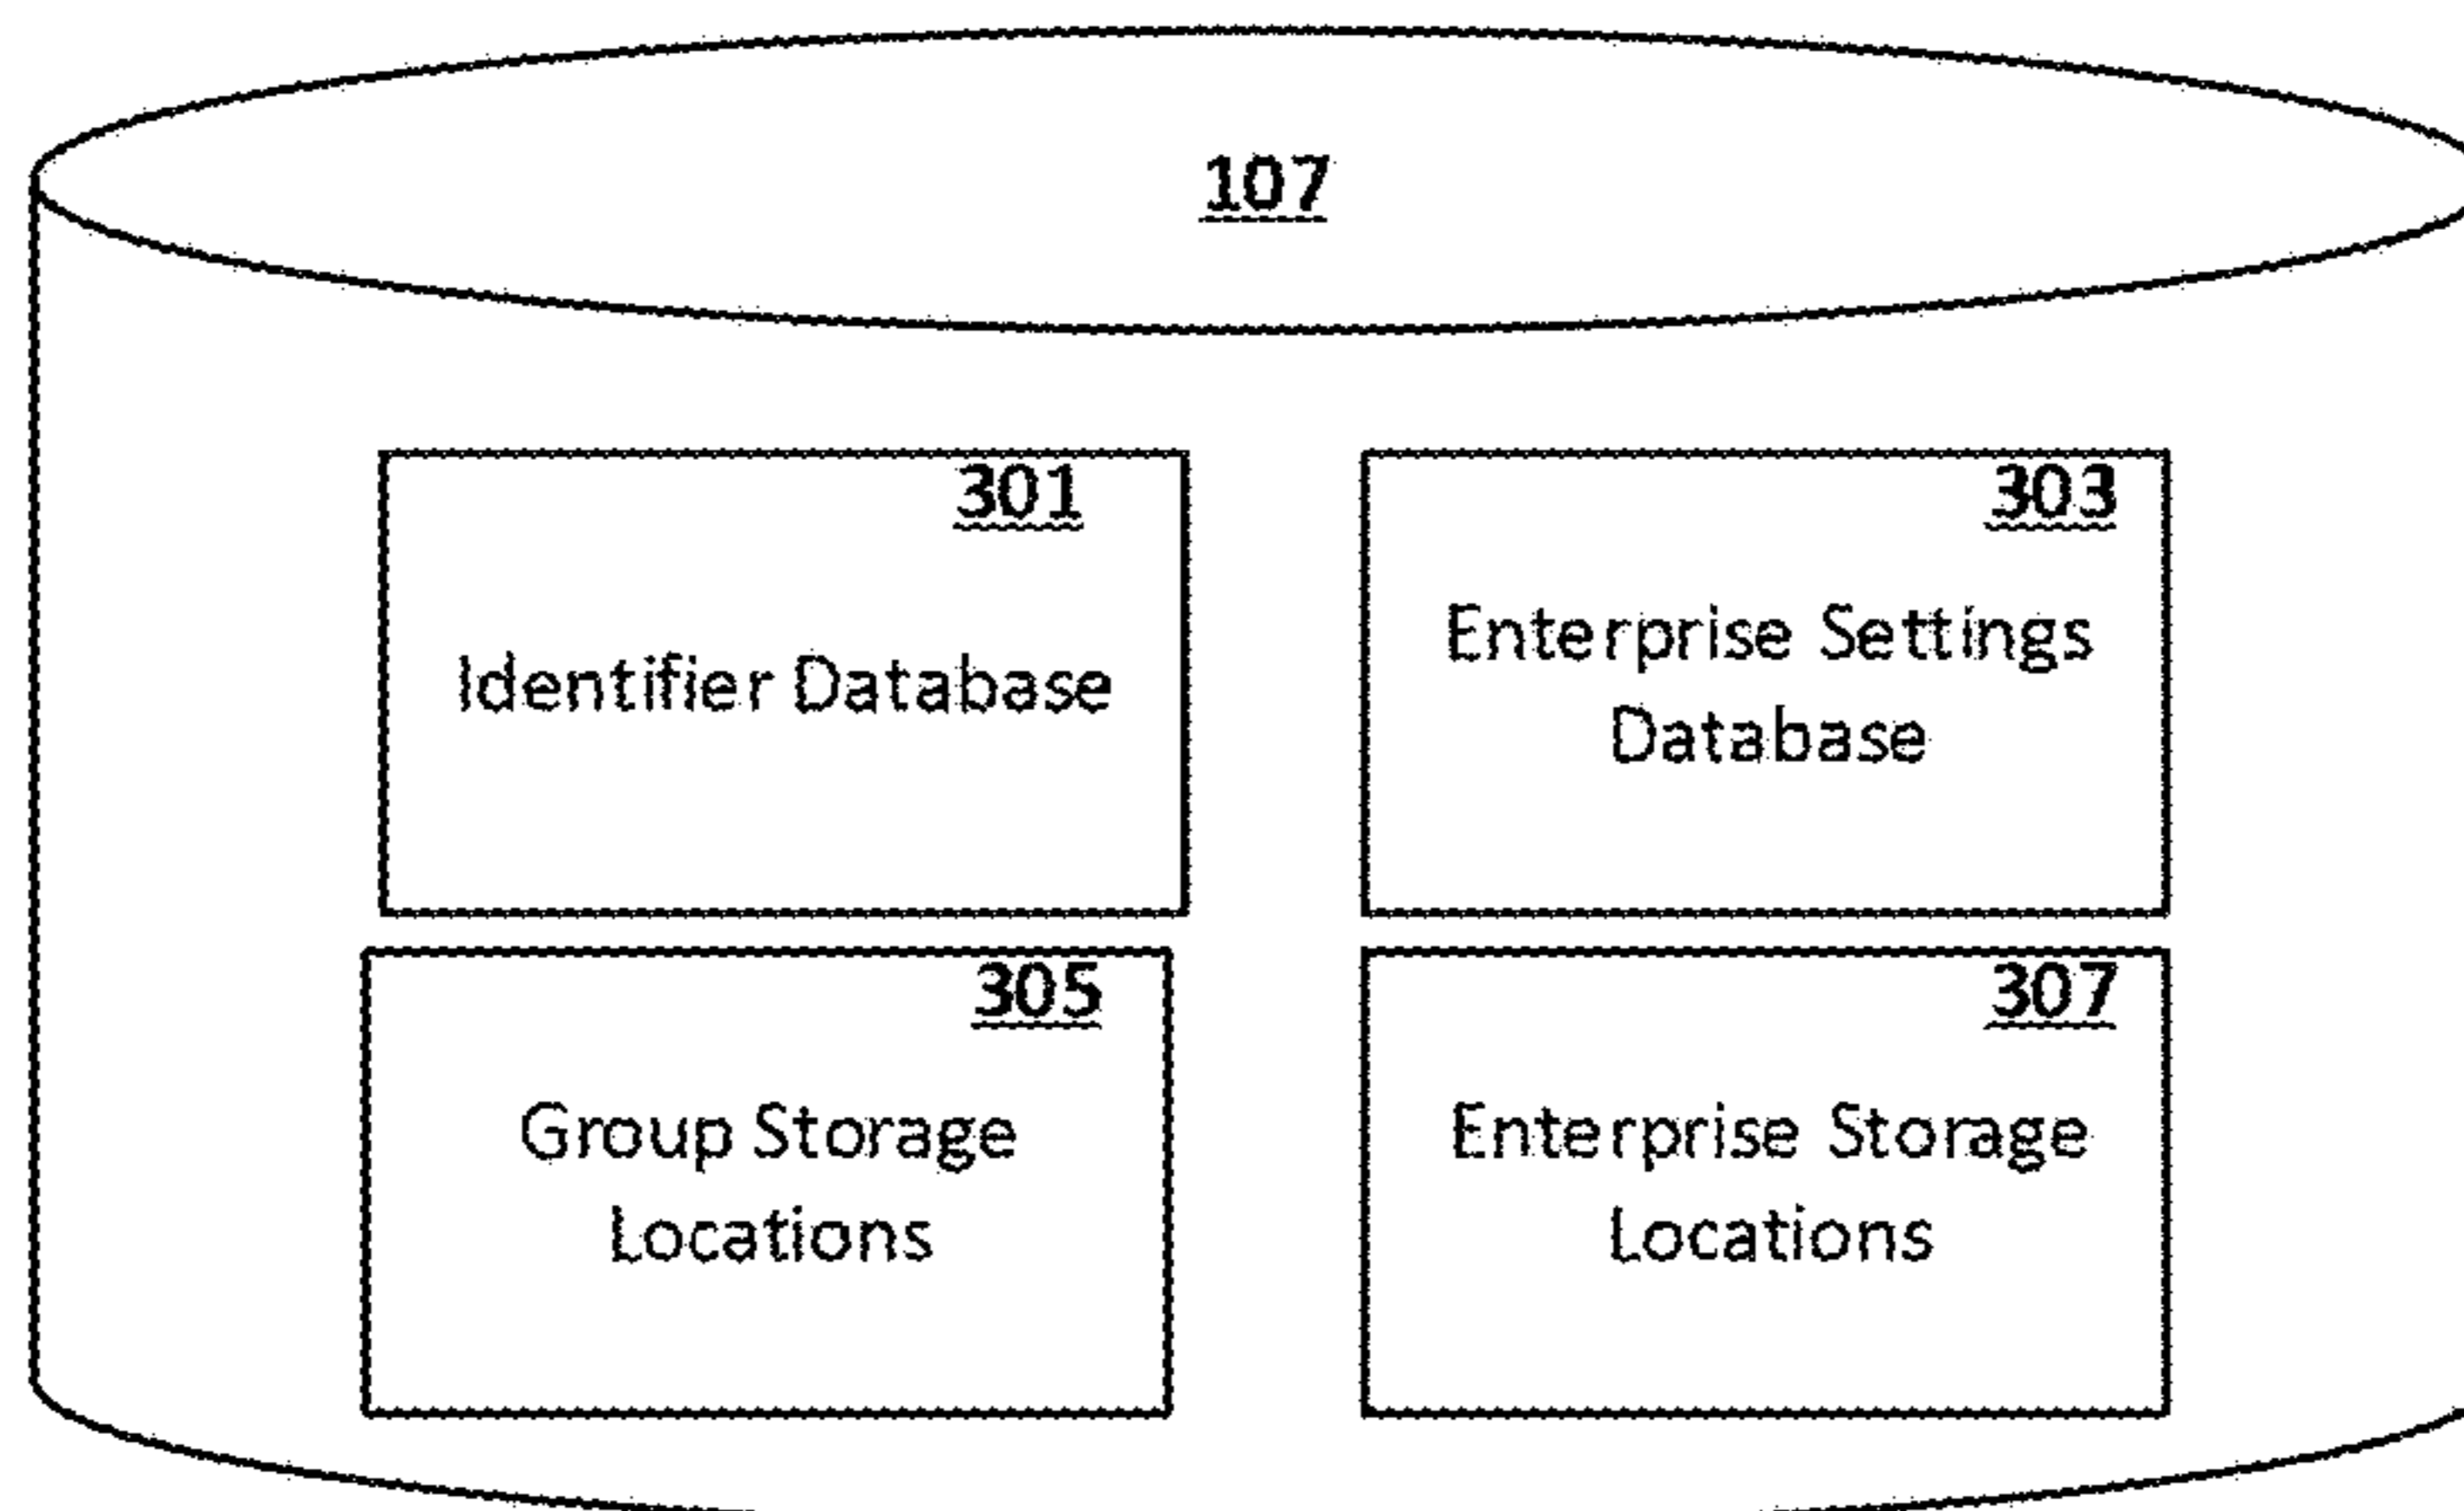 107
301
Identifier Database
303
Enterprise Settings
Database
305
Group Storage
Locations
307
Enterprise Storage
Locations